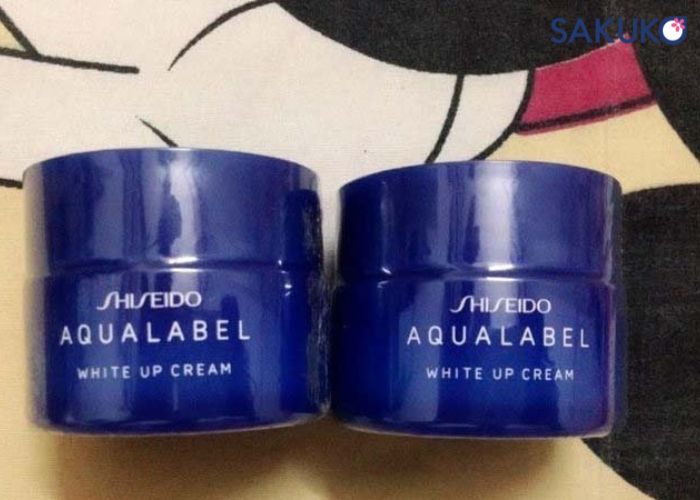 SAKUKO
SHISEIDO
AQUALABEL
WHITE UP CREAM
SHISEIDO
AQUALABEL
WHITE UP CREAM